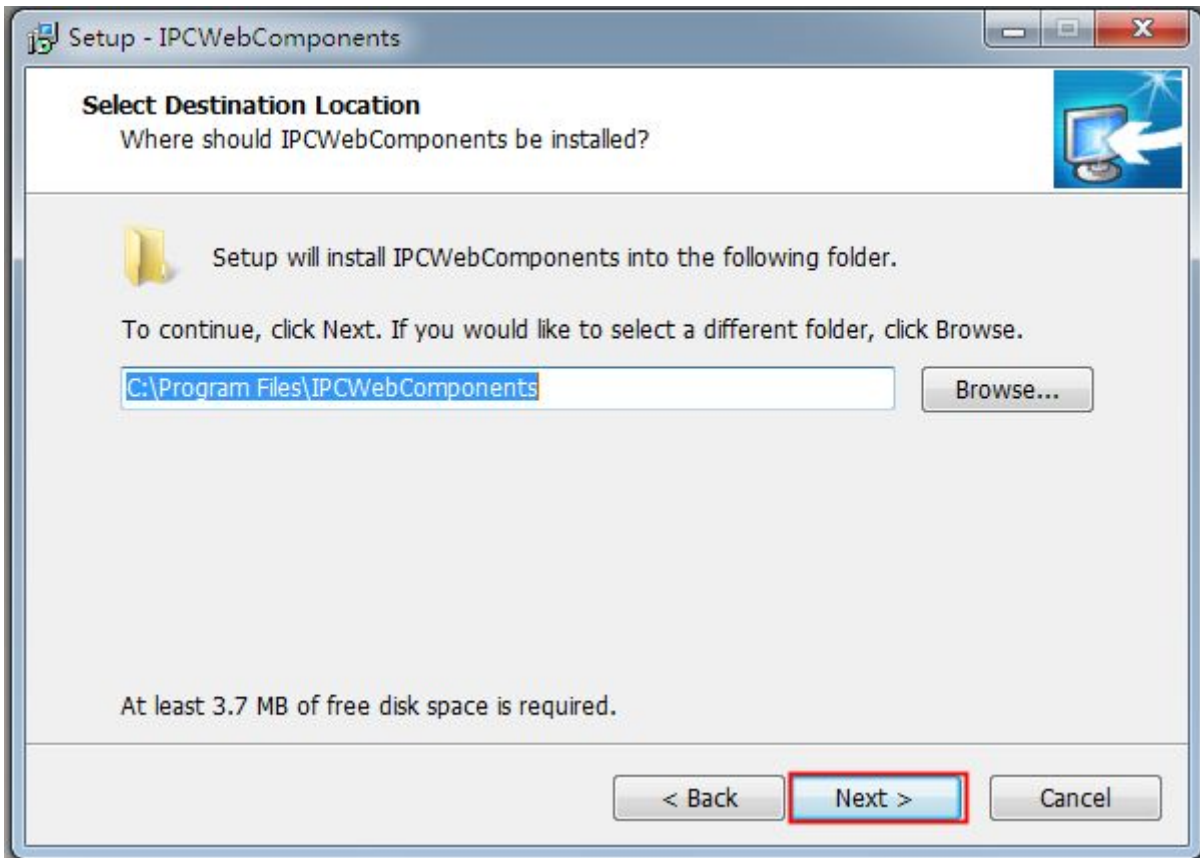 Setup - IPCWebComponents
Select Destination Location
Where should IPCWebComponents be installed?
Setup will install IPCWebComponents into the following folder.
To continue, click Next. If you would like to select a different folder, click Browse.
C:\Program Files\IPCWebComponents
Browse...
At least 3.7 MB of free disk space is required.
< Back
Next >
Cancel